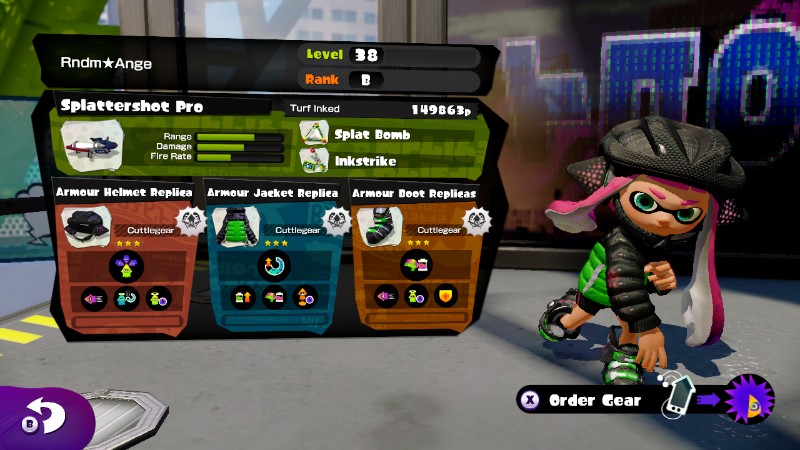 Rndm★Ange
Level 38
Rank B
Splattershot Pro
Turf Inked 149863p
Range
Damage
Fire Rate
Splat Bomb
Inkstrike
Armour Helmet Replica
Cuttlegear
Armour Jacket Replica
Cuttlegear
Armour Boot Replicas
Cuttlegear
B
X Order Gear